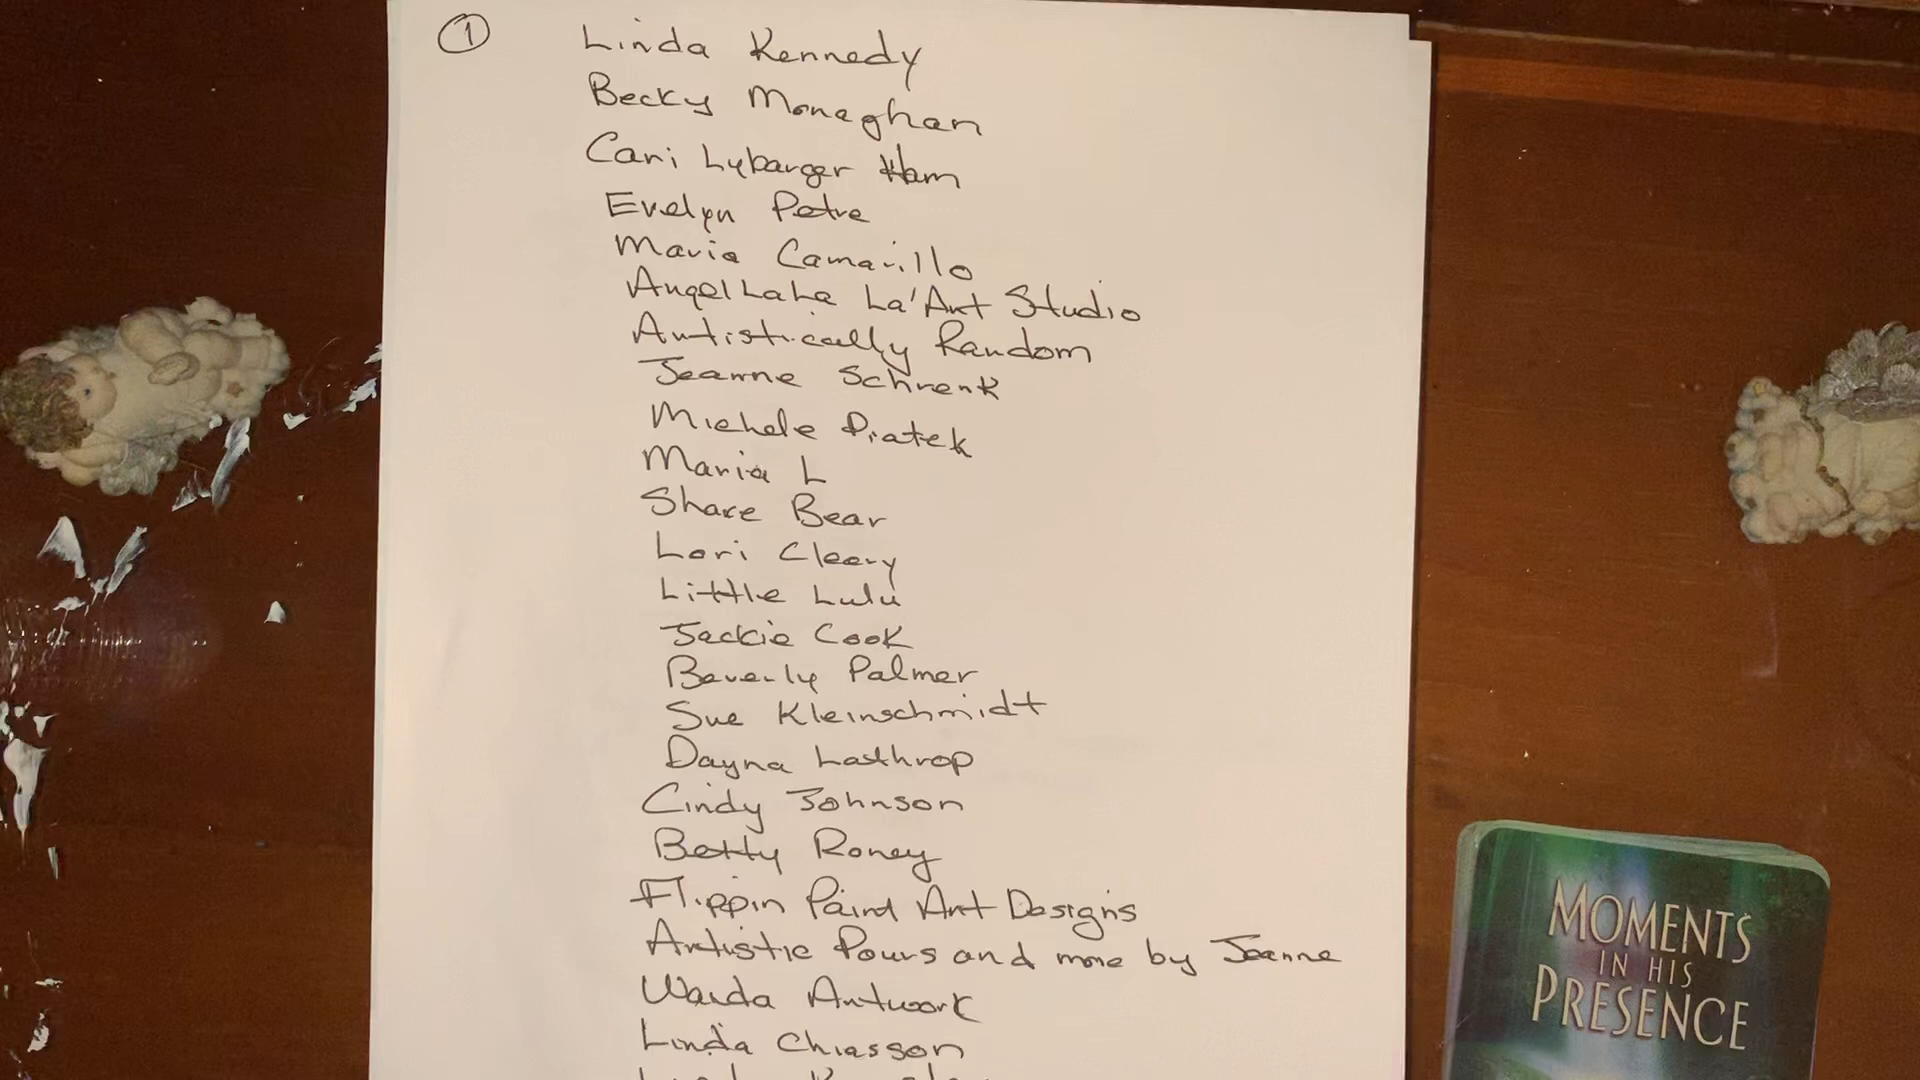 1
Linda Kennedy
Becky Monaghan
Cari Lybarger Ham
Evelyn Petre
Maria Camarillo
AngelLaLa La'Art Studio
Artistically Random
Jeanne Schrenk
Michele Piatek
Maria L
Share Bear
Lori Cleary
Little Lulu
Jackie Cook
Beverly Palmer
Sue Kleinschmidt
Dayna Lasthrop
Cindy Johnson
Betty Roney
Flippin Paint Art Designs
Artistic Pours and more by Jeanne
Wanda Artwork
Linda Chiasson
MOMENTS
IN HIS
PRESENCE